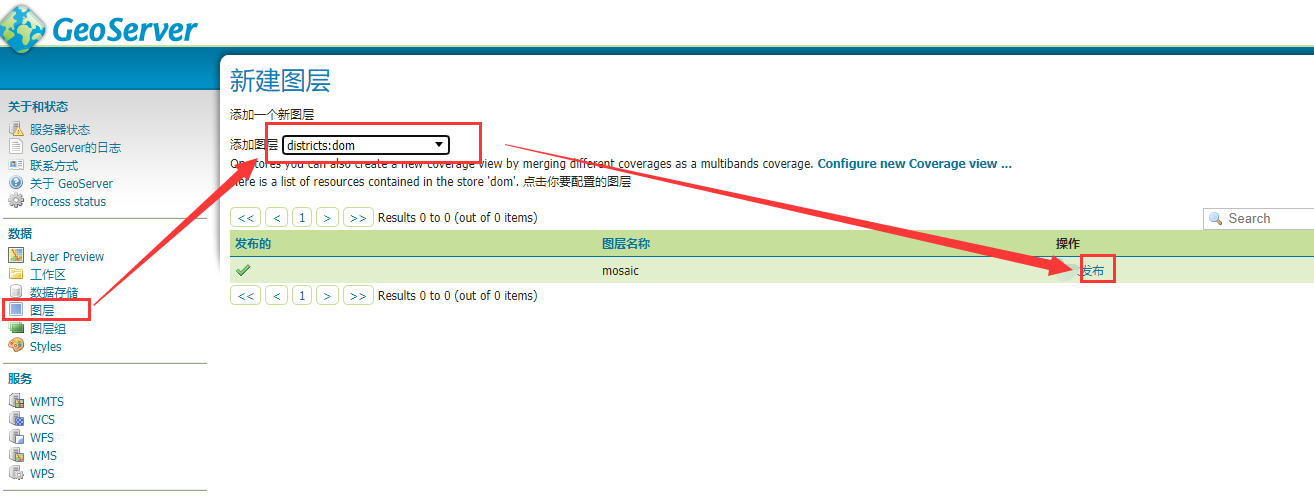 GeoServer
关于和状态
服务器状态
GeoServer的日志
联系方式
关于 GeoServer
Process status
数据
Layer Preview
工作区
数据存储
图层
图层组
Styles
服务
WMTS
WCS
WFS
WMS
WPS
新建图层
添加一个新图层
添加图层 districts:dom
On stores you can also create a new coverage view by merging different coverages as a multibands coverage. Configure new Coverage view ...
Here is a list of resources contained in the store 'dom'. 点击你要配置的图层
<< < 1 > >> Results 0 to 0 (out of 0 items) Search
发布的 图层名称 操作
mosaic 发布
<< < 1 > >> Results 0 to 0 (out of 0 items)